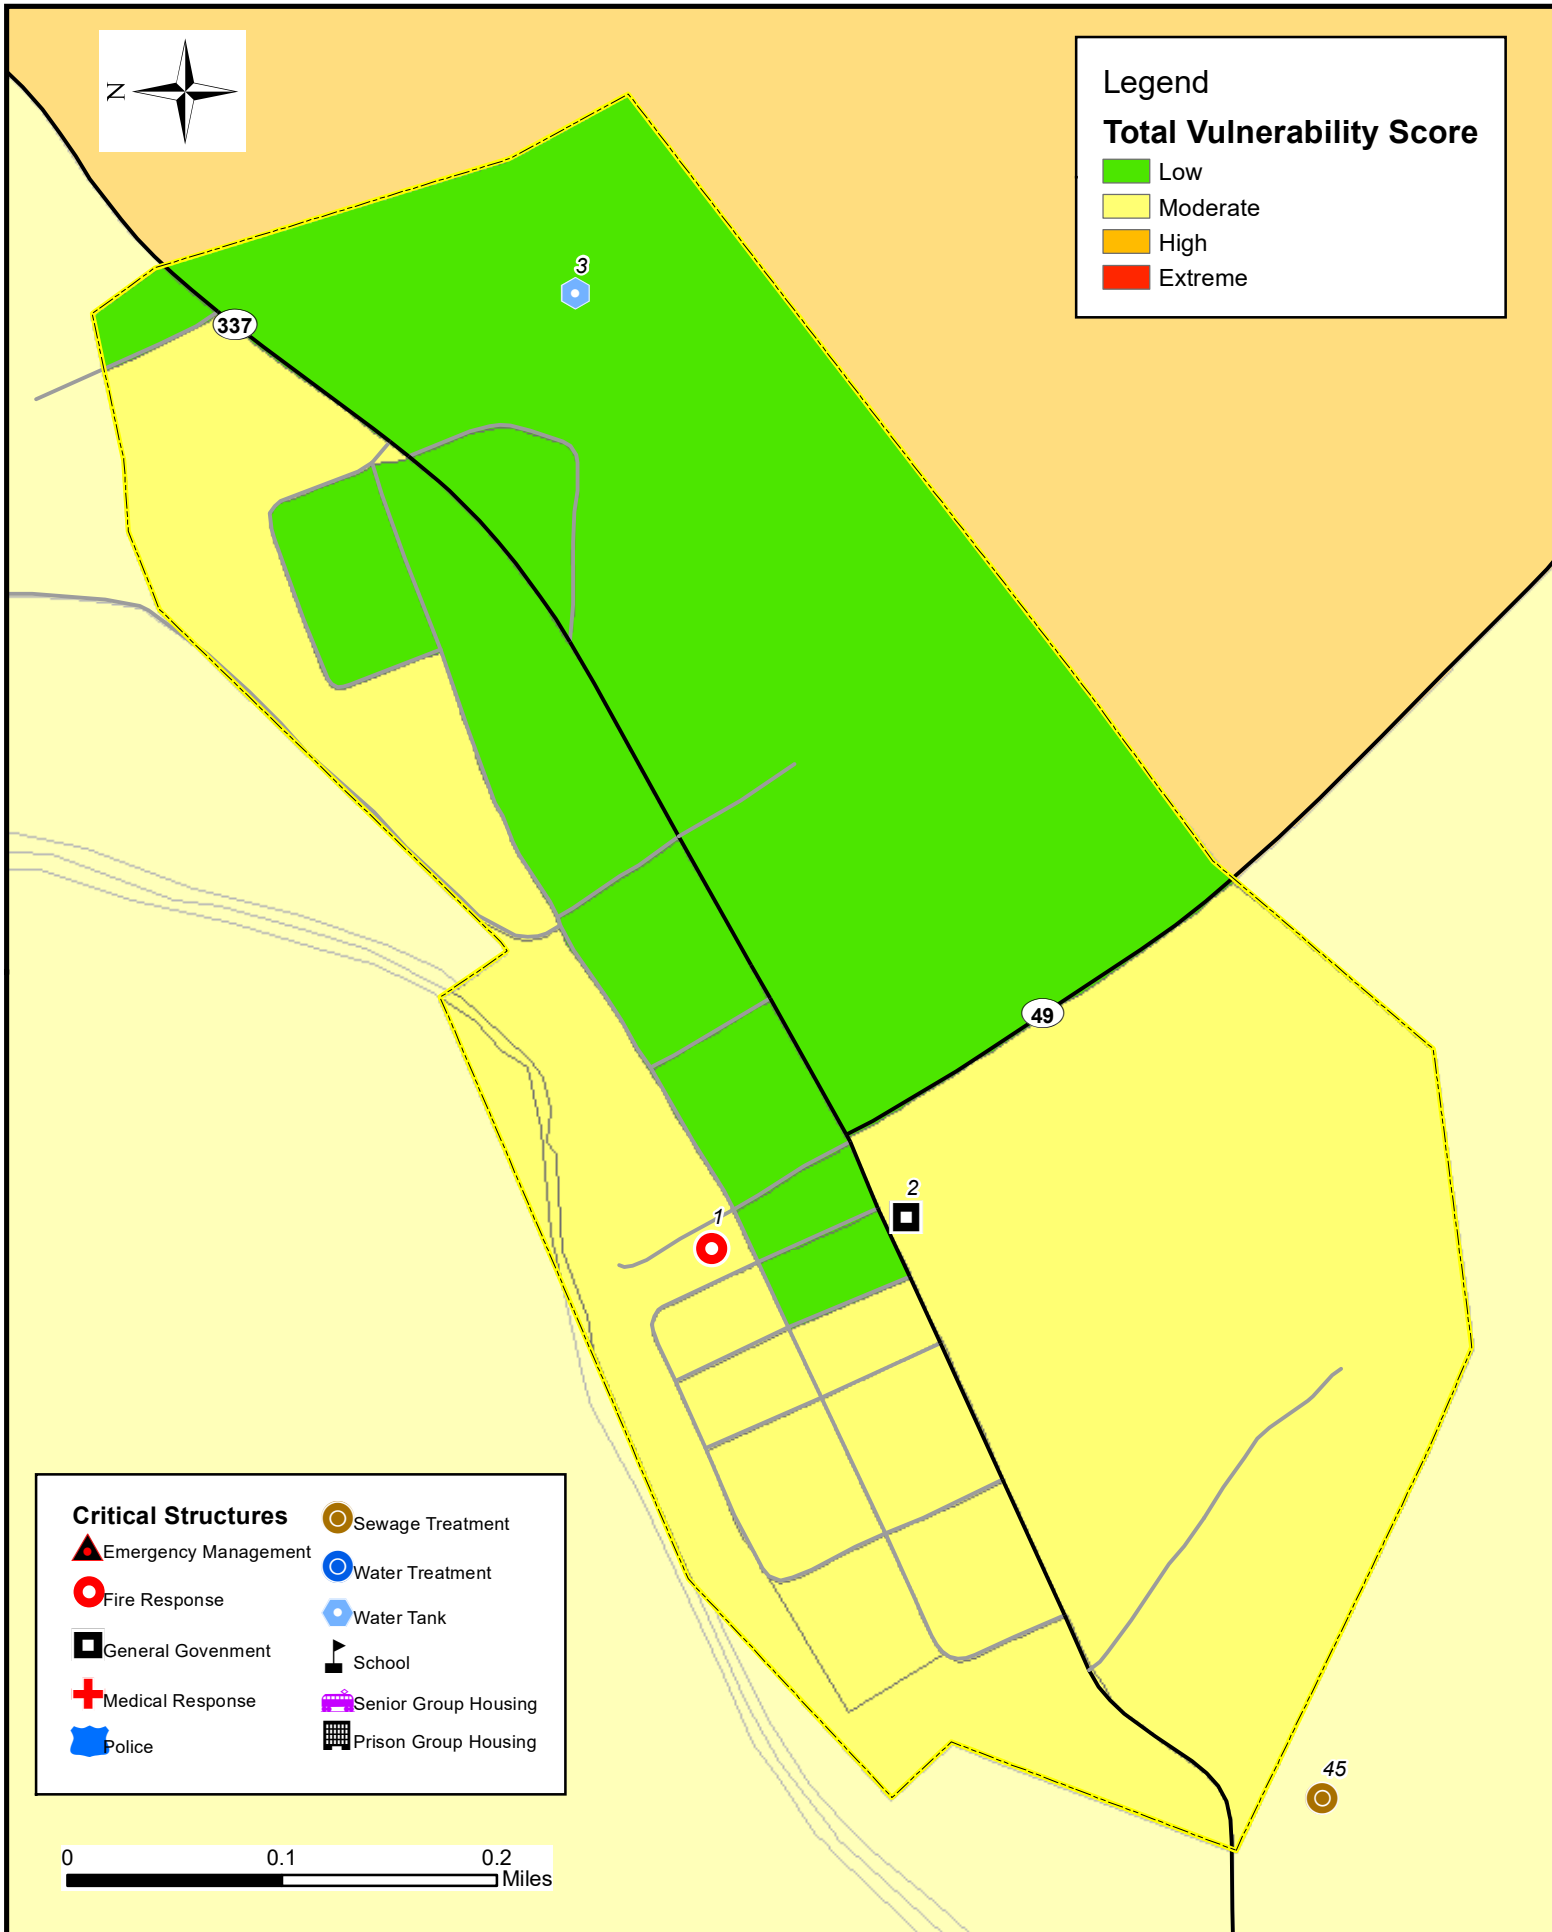 N
Legend
Total Vulnerability Score
Low
Moderate
High
Extreme
3
337
49
2
1
45
Critical Structures
Emergency Management
Fire Response
General Govenment
Medical Response
Police
Sewage Treatment
Water Treatment
Water Tank
School
Senior Group Housing
Prison Group Housing
0 0.1 0.2
Miles